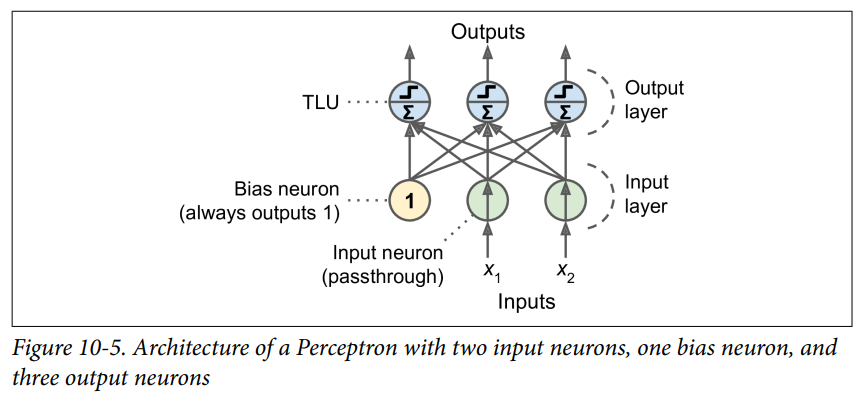 Outputs
TLU
Σ
Σ
Σ
Output
layer
Bias neuron
(always outputs 1)
1
Input
layer
Input neuron
(passthrough)
x1
x2
Inputs
Figure 10-5. Architecture of a Perceptron with two input neurons, one bias neuron, and
three output neurons